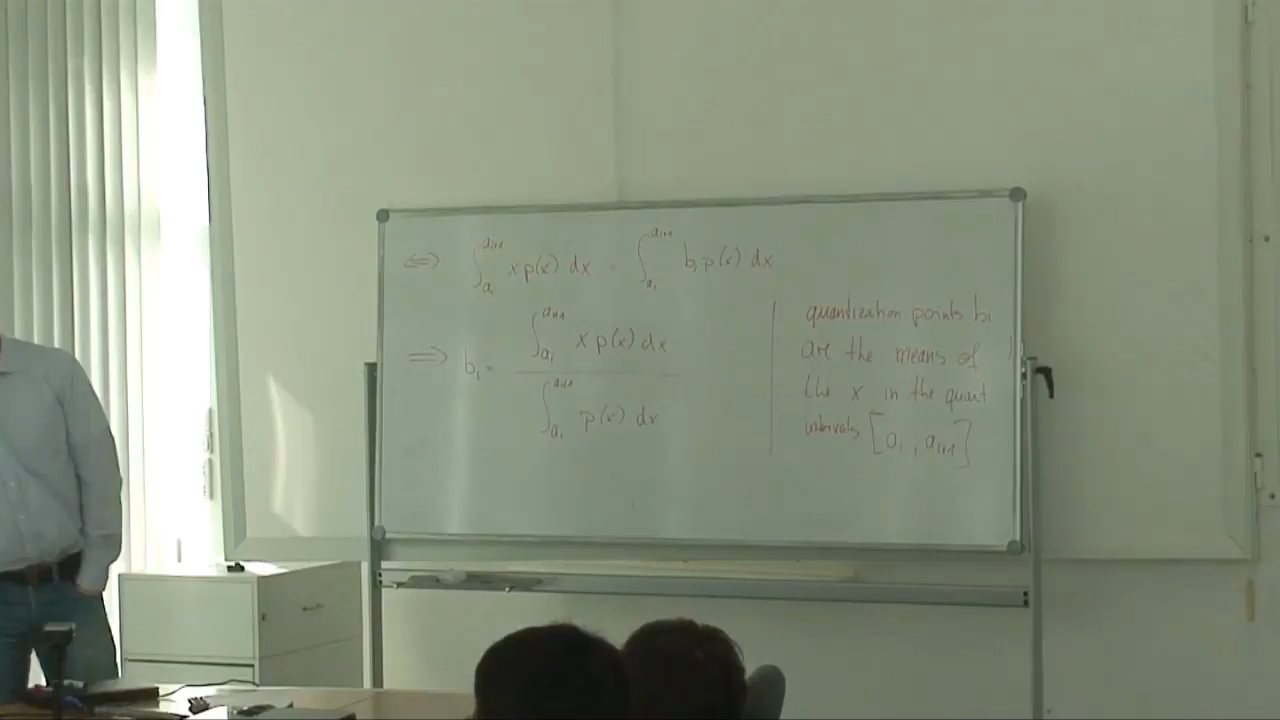 ⇔ ∫_{a_i}^{a_{i+1}} x p(x) dx = ∫_{a_i}^{a_{i+1}} b_i p(x) dx
⇒ b_i = ∫_{a_i}^{a_{i+1}} x p(x) dx
∫_{a_i}^{a_{i+1}} p(x) dx
quantization points b_i
are the means of
the x in the quant
intervals [a_i, a_{i+1}]